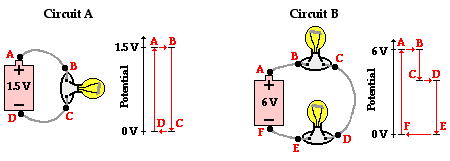 Circuit A
A
B
+
1.5 V
−
D
C
Potential
1.5 V
A B
D C
0 V
Circuit B
B C
A
+
6 V
−
F
E
D
Potential
6 V
A B
C D
F E
0 V